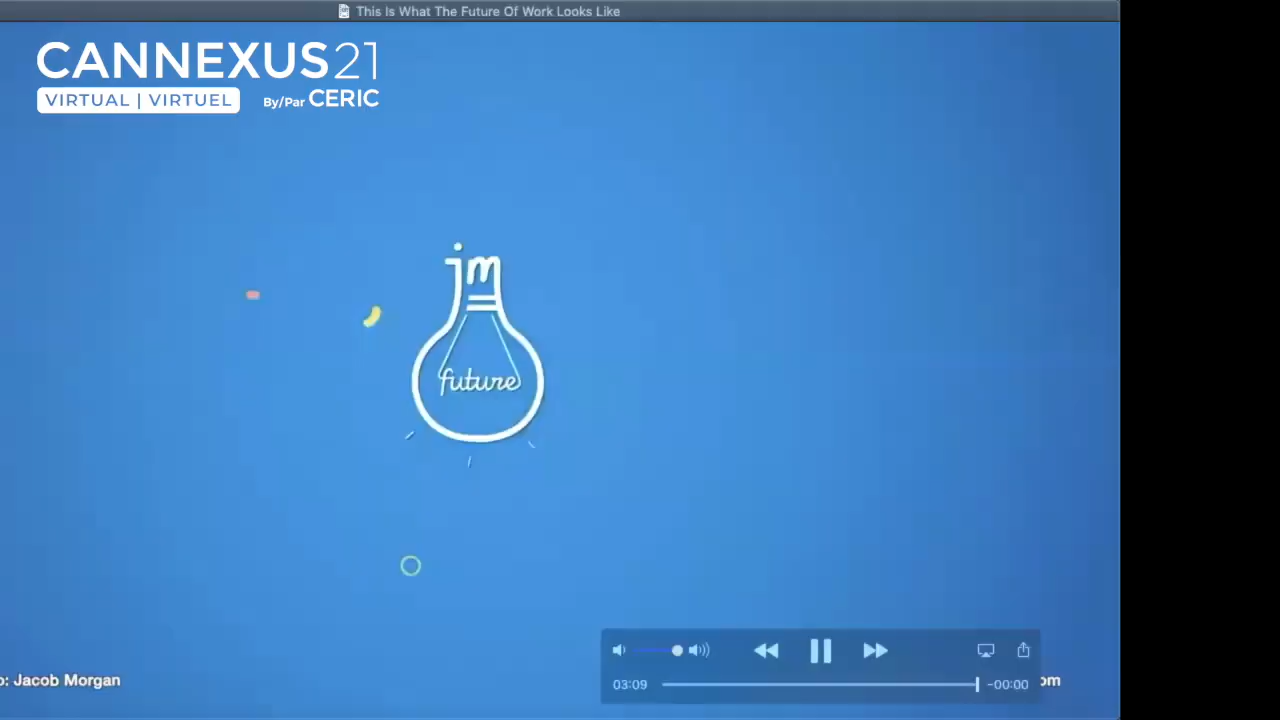 This Is What The Future Of Work Looks Like
CANNEXUS21
VIRTUAL | VIRTUEL By/Par CERIC
jm
future
03:09 -00:00
o: Jacob Morgan
om